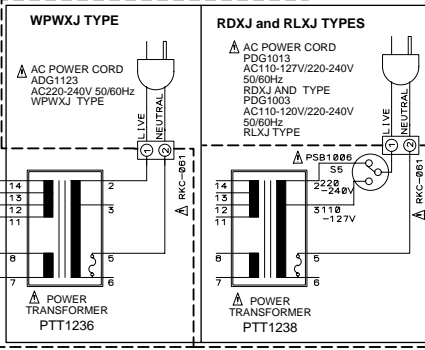 WPWXJ TYPE
AC POWER CORD
ADG1123
AC220-240V 50/60Hz
WPWXJ TYPE
LIVE
NEUTRAL
1
2
RKC-061
14
13
12
11
8
7
2
3
5
6
POWER
TRANSFORMER
PTT1236
RDXJ and RLXJ TYPES
AC POWER CORD
PDG1013
AC110-127V/220-240V
50/60Hz
RDXJ AND TYPE
PDG1003
AC110-120V/220-240V
50/60Hz
RLXJ TYPE
LIVE
NEUTRAL
1
2
RKC-061
PSB1006
S5
14
13
12
11
8
7
2 220
-240V
3 110
-127V
5
6
POWER
TRANSFORMER
PTT1238